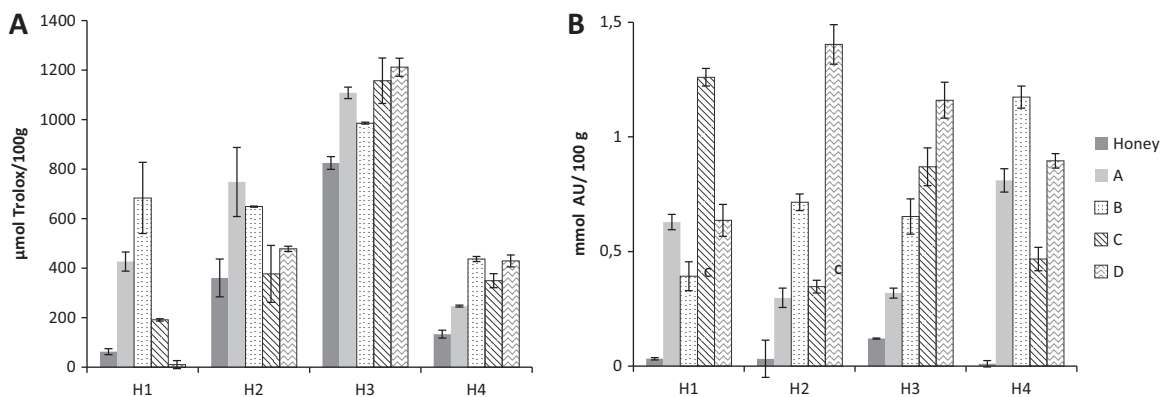 A
µmol Trolox/100g
1400
1200
1000
800
600
400
200
0
H1 H2 H3 H4
B
mmol AU/ 100 g
1,5
1
0,5
0
c
c
H1 H2 H3 H4
Honey
A
B
C
D